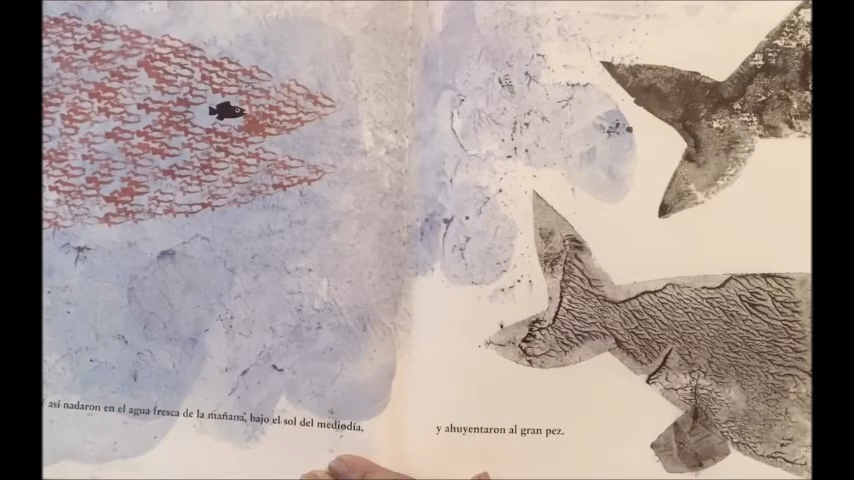 Y así nadaron en el agua fresca de la mañana, bajo el sol del mediodía,
y ahuyentaron al gran pez.